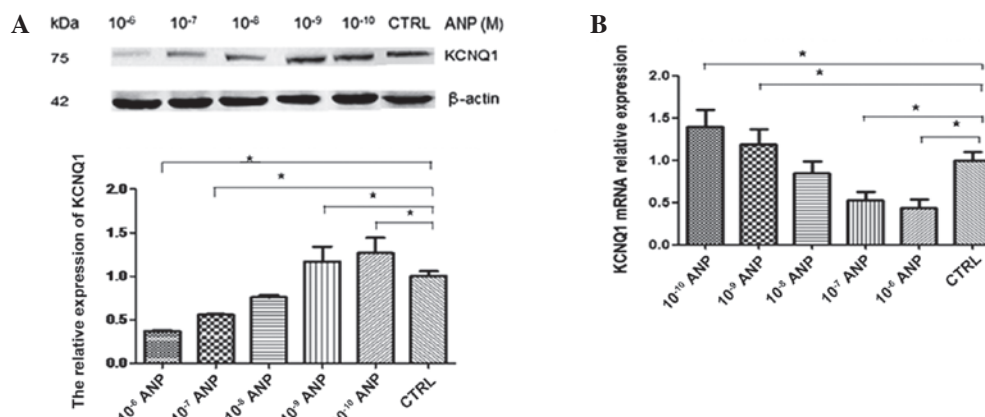 A
kDa 10-6 10-7 10-8 10-9 10-10 CTRL ANP (M)
75 KCNQ1
42 β-actin
The relative expression of KCNQ1
2.0
1.5
1.0
0.5
0.0
* * * *
10-6 ANP 10-7 ANP 10-8 ANP 10-9 ANP 10-10 ANP CTRL
B
KCNQ1 mRNA relative expression
2.0
1.5
1.0
0.5
0.0
* * * *
10-10 ANP 10-9 ANP 10-8 ANP 10-7 ANP 10-6 ANP CTRL